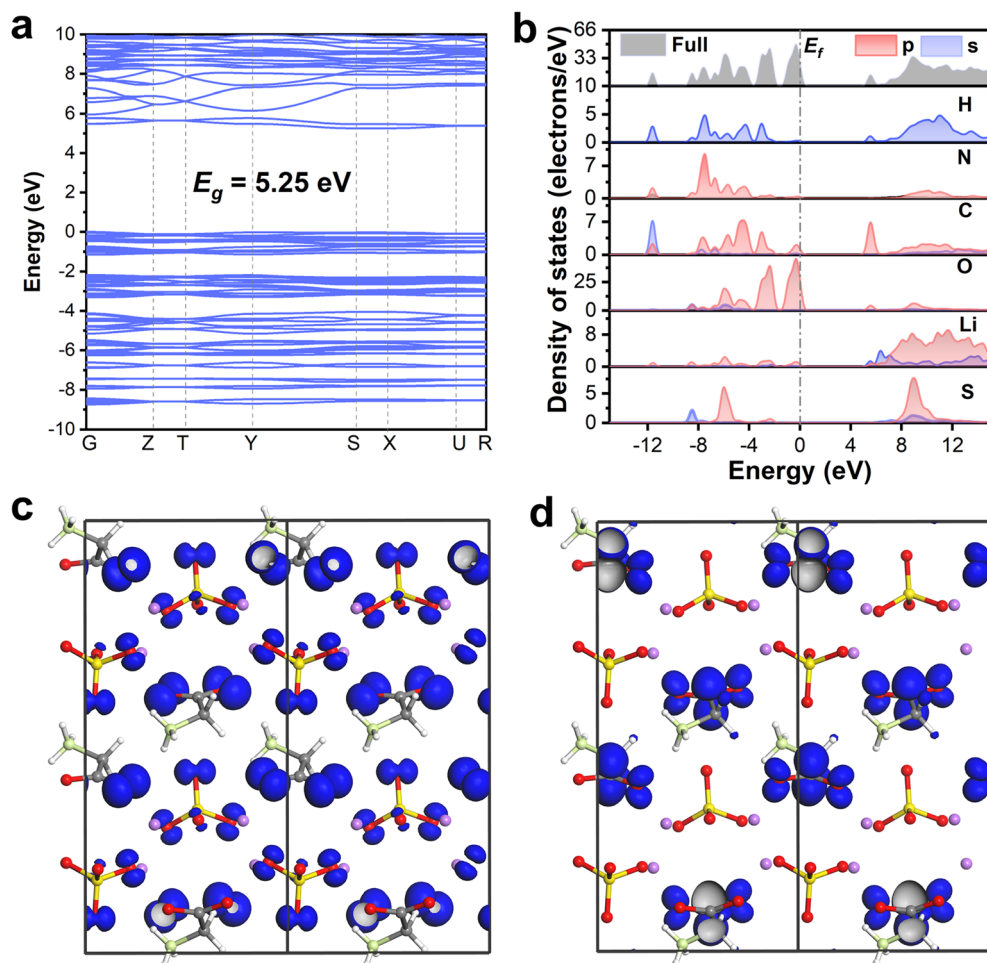 a
10
8
6
4
2
0
-2
-4
-6
-8
-10
Energy (eV)
E_g = 5.25 eV
G Z T Y S X U R
b
66
33
10
Full
E_f
p s
5
0
H
7
0
N
7
0
C
25
0
O
8
0
Li
5
0
S
-12 -8 -4 0 4 8 12
Energy (eV)
Density of states (electrons/eV)
c
d